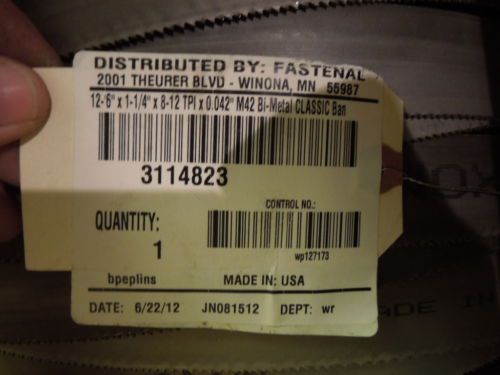 DISTRIBUTED BY: FASTENAL
2001 THEURER BLVD - WINONA, MN 55987
12-6" x 1-1/4" x 8-12 TPI x 0.042" M42 Bi-Metal CLASSIC Ban
3114823
CONTROL NO.:
QUANTITY:
1
wp127173
bpeplins
MADE IN: USA
DATE: 6/22/12
JN081512
DEPT: wr
ADE IN